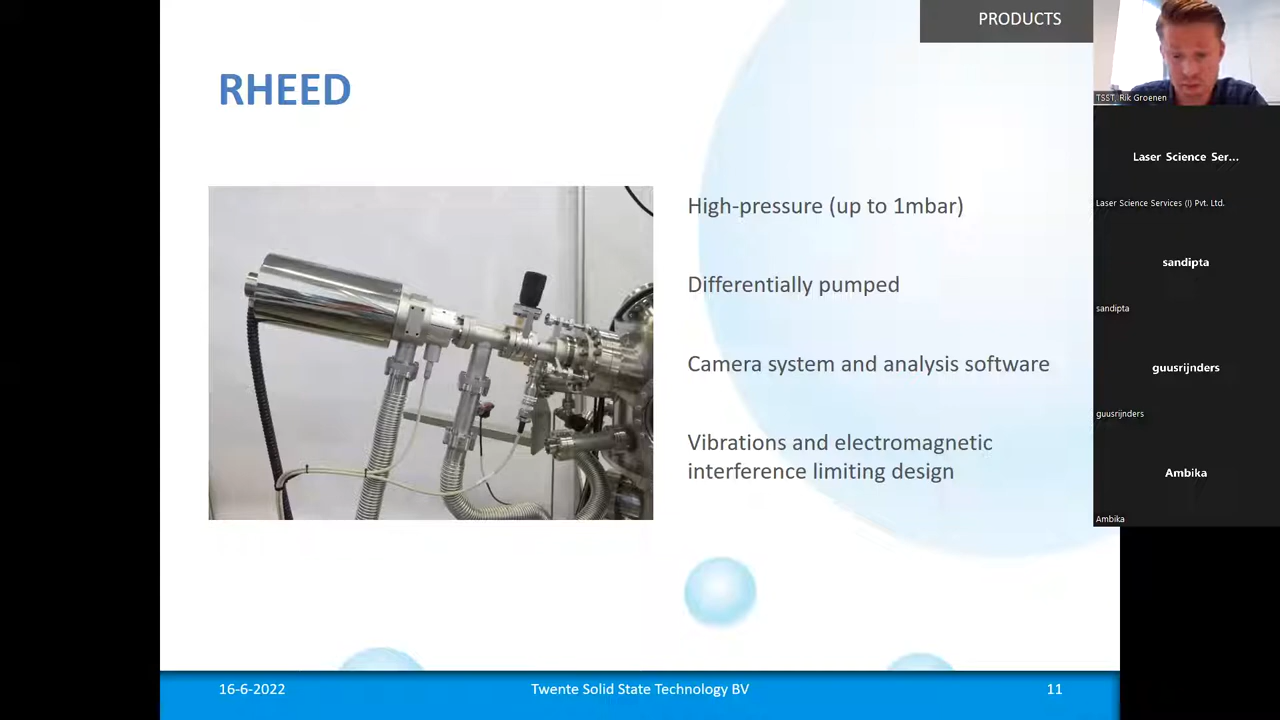 PRODUCTS
RHEED
High-pressure (up to 1mbar)
Differentially pumped
Camera system and analysis software
Vibrations and electromagnetic
interference limiting design
16-6-2022
Twente Solid State Technology BV
11
TSST, Rik Groenen
Laser Science Ser...
Laser Science Services (I) Pvt. Ltd.
sandipta
sandipta
guusrijnders
guusrijnders
Ambika
Ambika